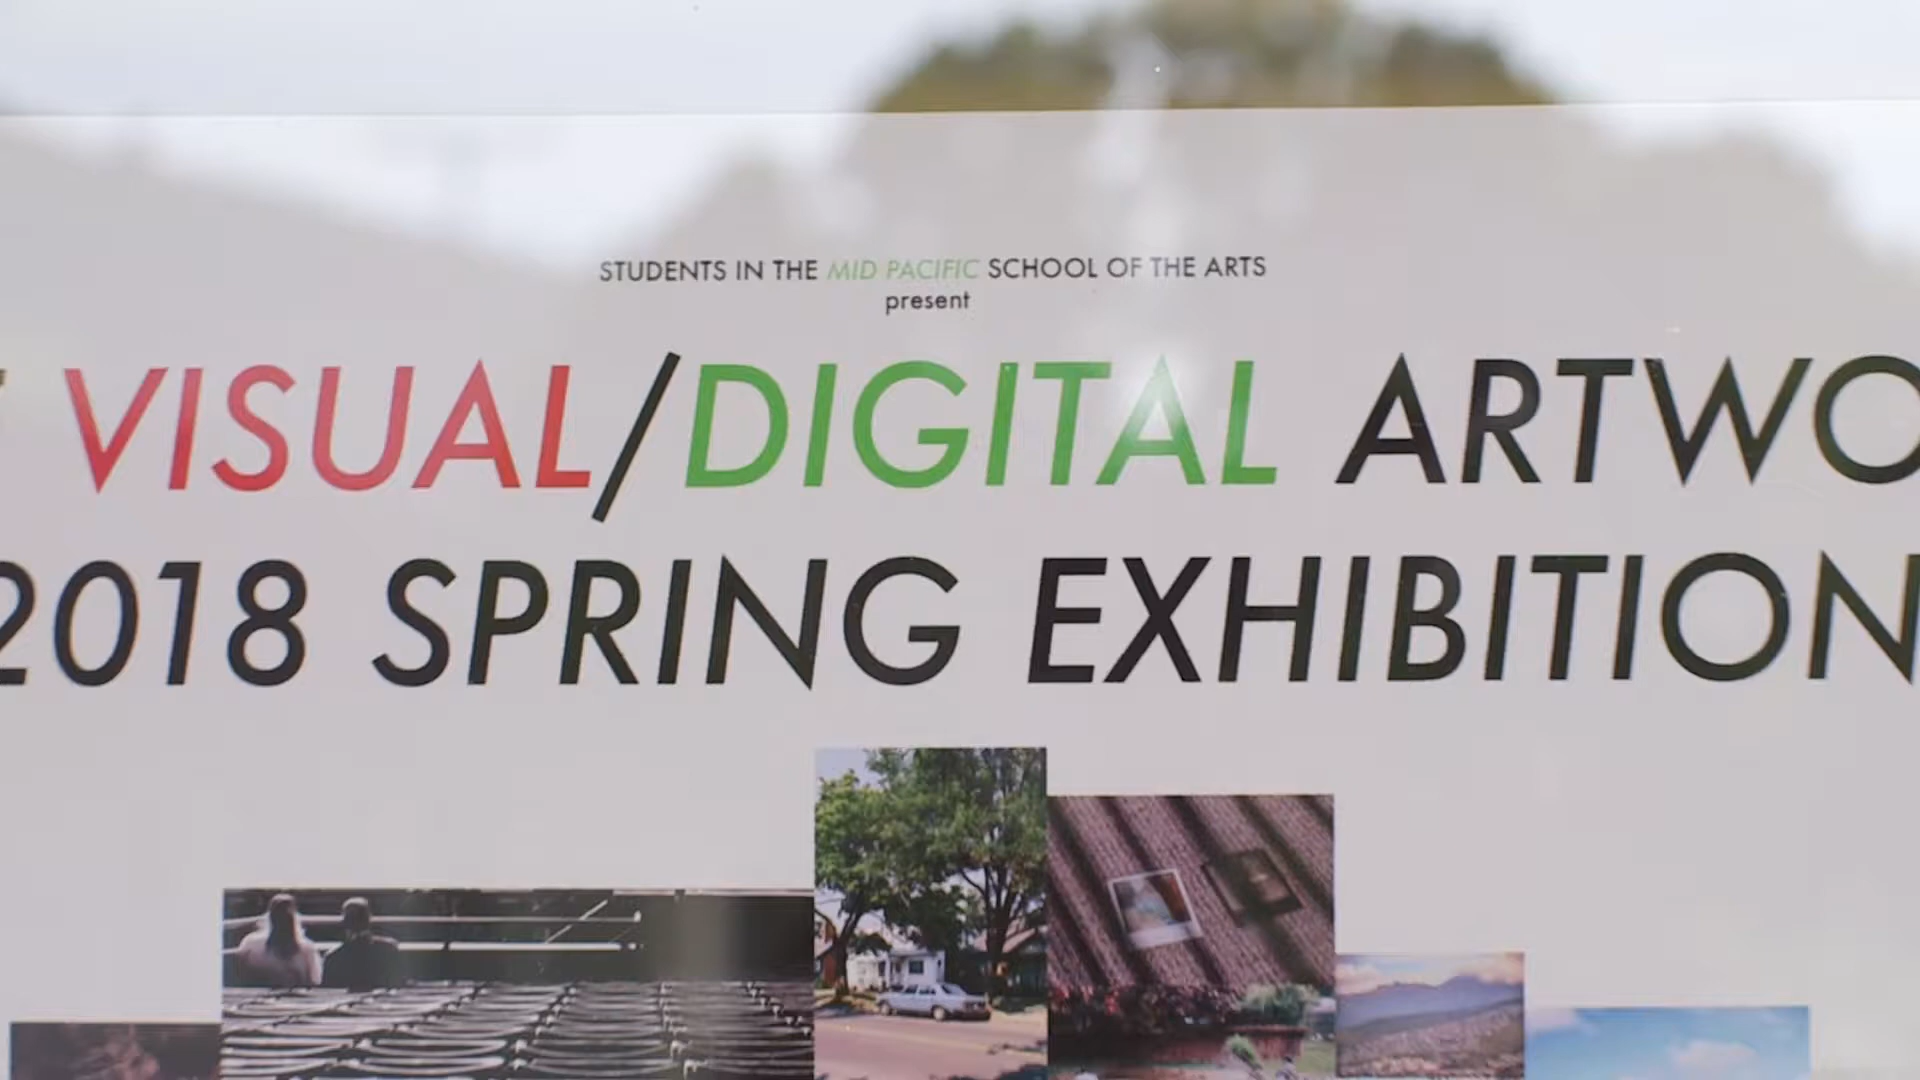 STUDENTS IN THE MID PACIFIC SCHOOL OF THE ARTS
present
VISUAL/DIGITAL ARTWO
2018 SPRING EXHIBITION